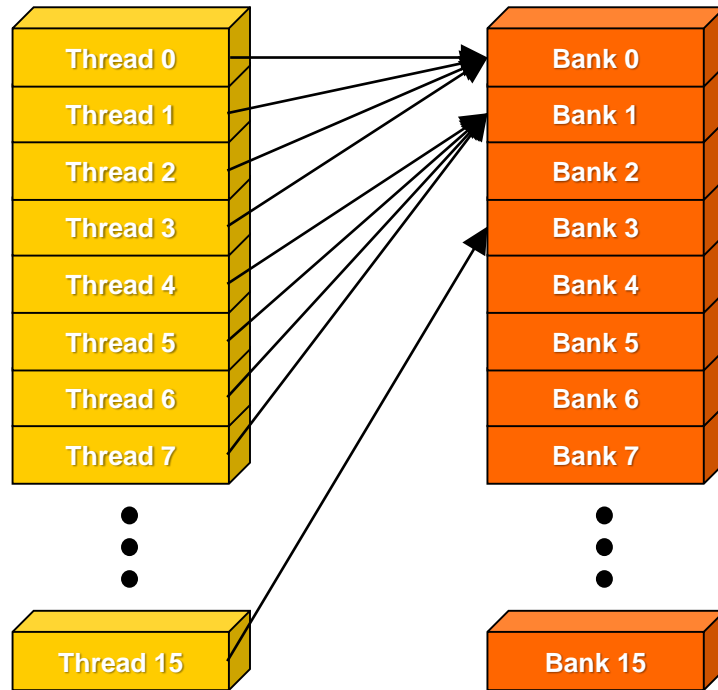 Thread 0
Thread 1
Thread 2
Thread 3
Thread 4
Thread 5
Thread 6
Thread 7
Thread 15
Bank 0
Bank 1
Bank 2
Bank 3
Bank 4
Bank 5
Bank 6
Bank 7
Bank 15